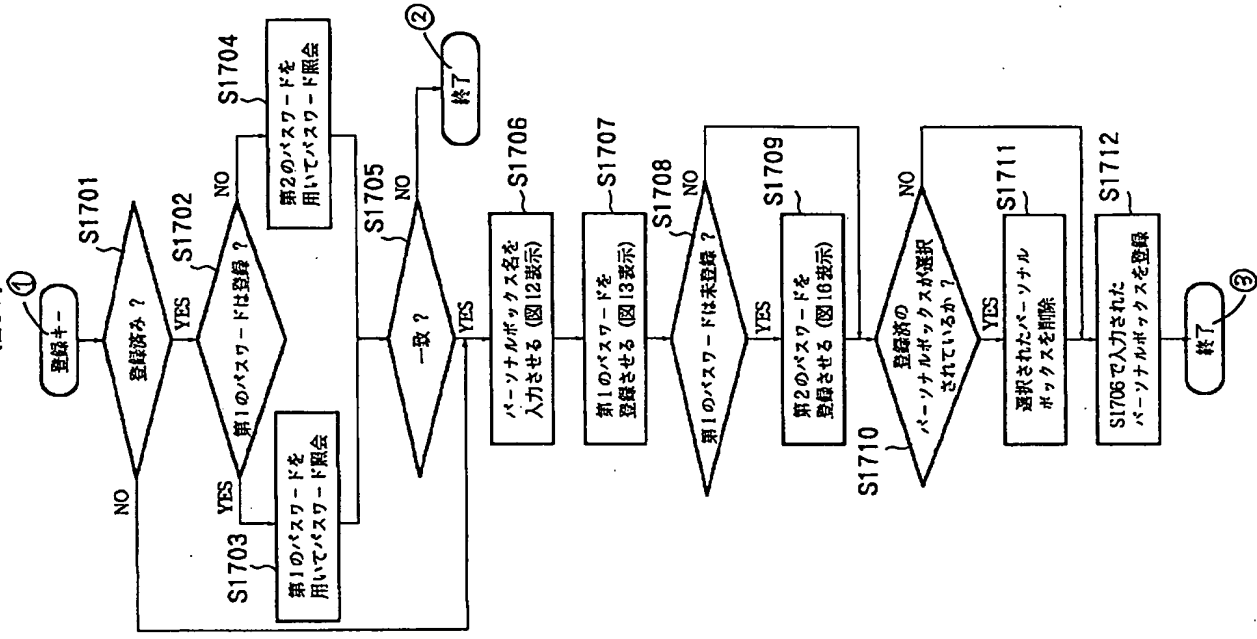 ①
登録キー
S1701
登録済み？
NO
YES
S1702
第1のパスワードは登録？
YES
NO
S1703
第1のパスワードを
用いてパスワード照会
S1704
第2のパスワードを
用いてパスワード照会
S1705
一致？
NO
YES
②
終了
S1706
パーソナルボックス名を
入力させる（図12表示）
S1707
第1のパスワードを
登録させる（図13表示）
S1708
第1のパスワードは未登録？
NO
YES
S1709
第2のパスワードを
登録させる（図16表示）
S1710
登録済の
パーソナルボックスが選択
されているか？
NO
YES
S1711
選択されたパーソナル
ボックスを削除
S1712
S1706で入力された
パーソナルボックスを登録
終了
③